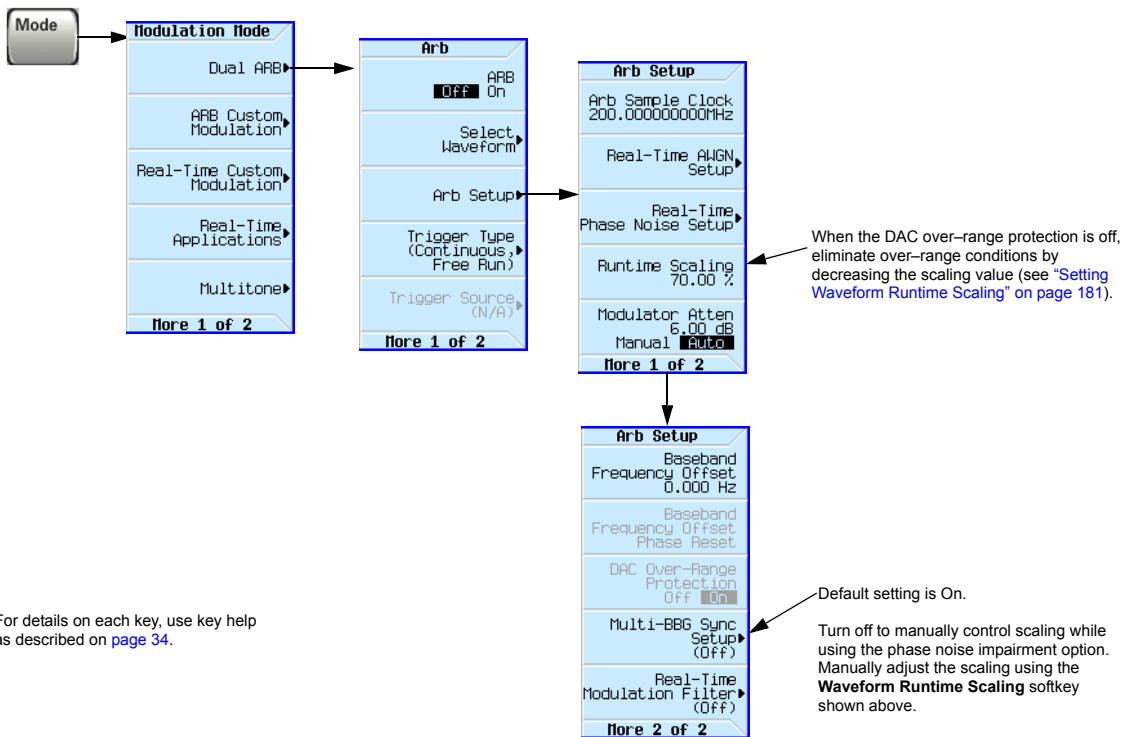 Mode
Modulation Mode
Dual ARB
ARB Custom
Modulation
Real-Time Custom
Modulation
Real-Time
Applications
Multitone
More 1 of 2
Arb
ARB
Off On
Select
Waveform
Arb Setup
Trigger Type
(Continuous,
Free Run)
Trigger Source
(N/A)
More 1 of 2
Arb Setup
Arb Sample Clock
200.000000000MHz
Real-Time AWGN
Setup
Real-Time
Phase Noise Setup
Runtime Scaling
70.00 %
Modulator Atten
6.00 dB
Manual Auto
More 1 of 2
When the DAC over–range protection is off,
eliminate over–range conditions by
decreasing the scaling value (see “Setting
Waveform Runtime Scaling” on page 181).
Arb Setup
Baseband
Frequency Offset
0.000 Hz
Baseband
Frequency Offset
Phase Reset
DAC Over-Range
Protection
Off On
Multi-BBG Sync
Setup
(Off)
Real-Time
Modulation Filter
(Off)
More 2 of 2
Default setting is On.
Turn off to manually control scaling while
using the phase noise impairment option.
Manually adjust the scaling using the
Waveform Runtime Scaling softkey
shown above.
For details on each key, use key help
as described on page 34.